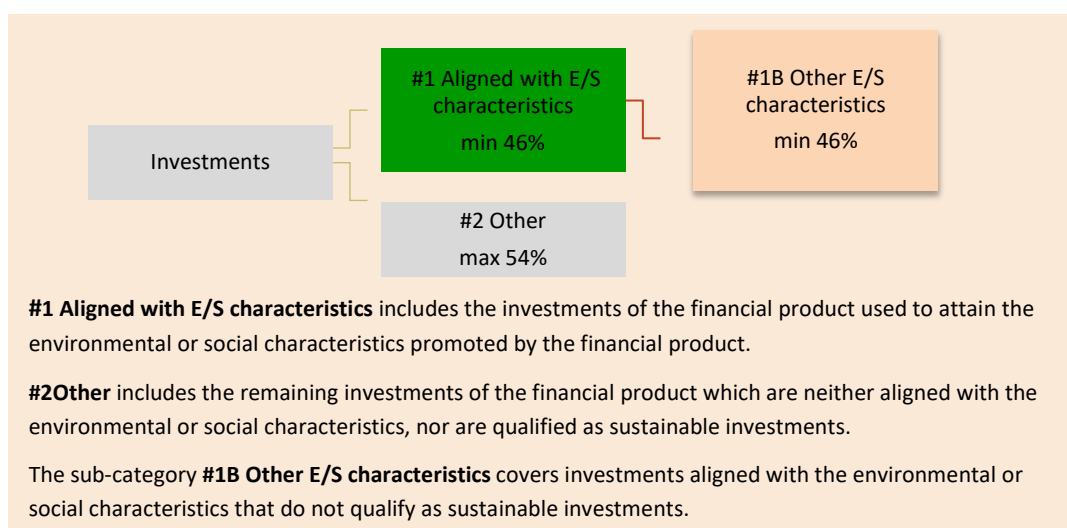 #1 Aligned with E/S
characteristics
min 46%
#1B Other E/S
characteristics
min 46%
Investments
#2 Other
max 54%
#1 Aligned with E/S characteristics includes the investments of the financial product used to attain the
environmental or social characteristics promoted by the financial product.
#2Other includes the remaining investments of the financial product which are neither aligned with the
environmental or social characteristics, nor are qualified as sustainable investments.
The sub-category #1B Other E/S characteristics covers investments aligned with the environmental or
social characteristics that do not qualify as sustainable investments.